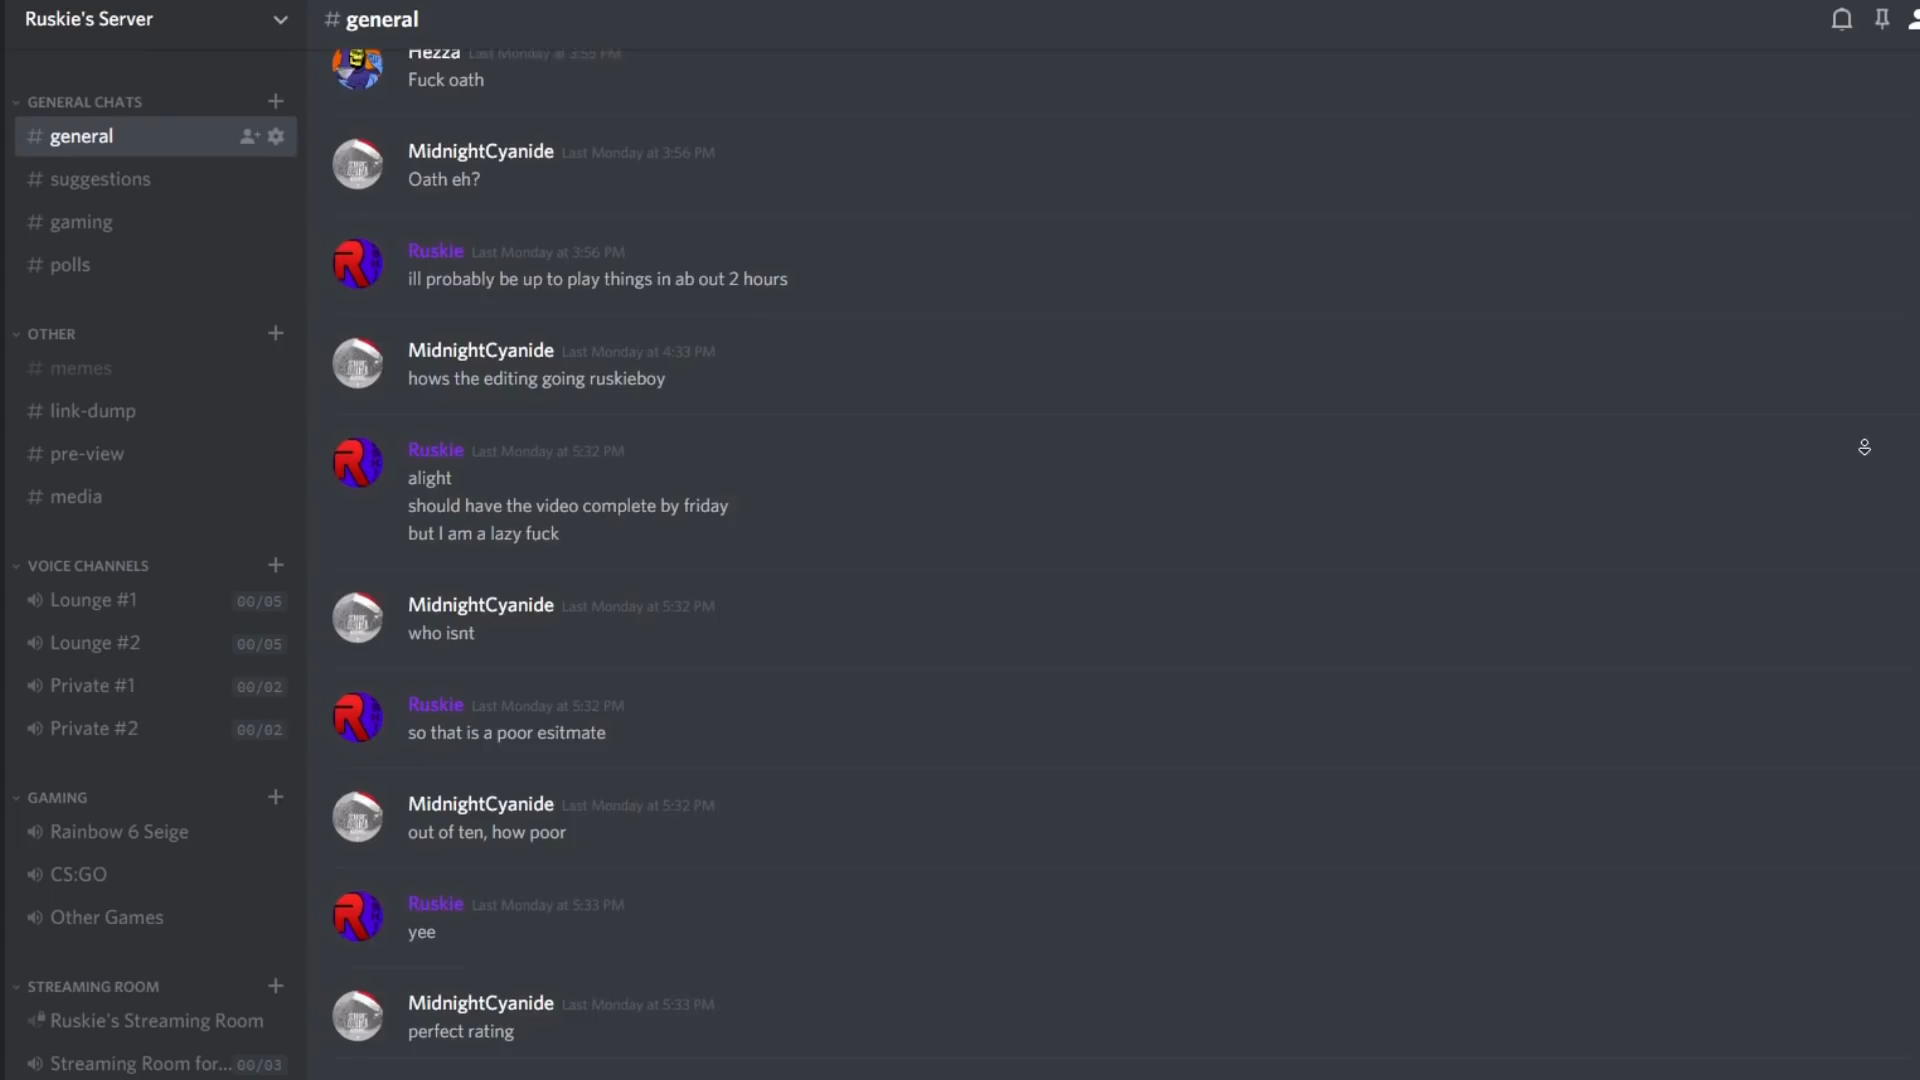 Ruskie's Server
GENERAL CHATS
# general
# suggestions
# gaming
# polls
OTHER
# memes
# link-dump
# pre-view
# media
VOICE CHANNELS
Lounge #1 00/05
Lounge #2 00/05
Private #1 00/02
Private #2 00/02
GAMING
Rainbow 6 Seige
CS:GO
Other Games
STREAMING ROOM
Ruskie's Streaming Room
Streaming Room for... 00/03
# general
Hezza Last Monday at 3:55 PM
Fuck oath
MidnightCyanide Last Monday at 3:56 PM
Oath eh?
Ruskie Last Monday at 3:56 PM
ill probably be up to play things in ab out 2 hours
MidnightCyanide Last Monday at 4:33 PM
hows the editing going ruskieboy
Ruskie Last Monday at 5:32 PM
alight
should have the video complete by friday
but I am a lazy fuck
MidnightCyanide Last Monday at 5:32 PM
who isnt
Ruskie Last Monday at 5:32 PM
so that is a poor esitmate
MidnightCyanide Last Monday at 5:32 PM
out of ten, how poor
Ruskie Last Monday at 5:33 PM
yee
MidnightCyanide Last Monday at 5:33 PM
perfect rating